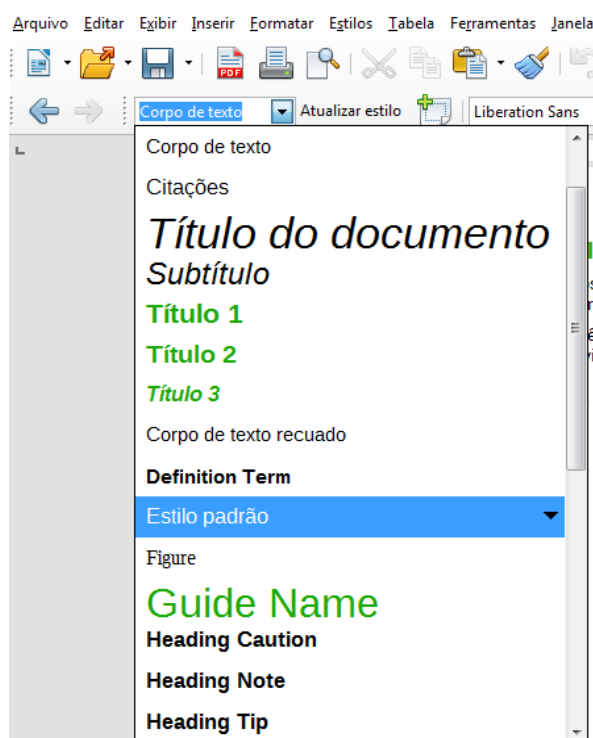 Arquivo Editar Exibir Inserir Formatar Estilos Tabela Ferramentas Janela
PDF
Corpo de texto Atualizar estilo Liberation Sans
Corpo de texto
Citações
Título do documento
Subtítulo
Título 1
Título 2
Título 3
Corpo de texto recuado
Definition Term
Estilo padrão
Figure
Guide Name
Heading Caution
Heading Note
Heading Tip